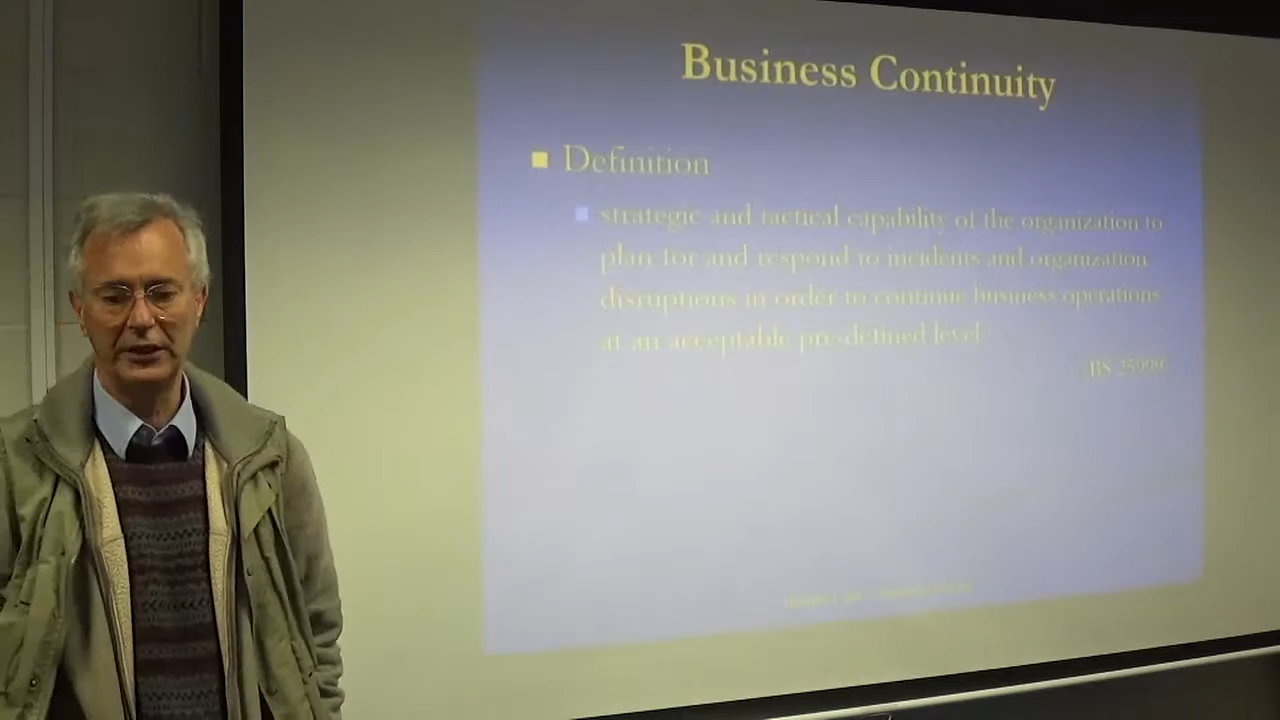 Business Continuity
Definition
strategic and tactical capability of the organization to
plan for and respond to incidents and organization
disruptions in order to continue business operations
at an acceptable pre-defined level
BS 25999